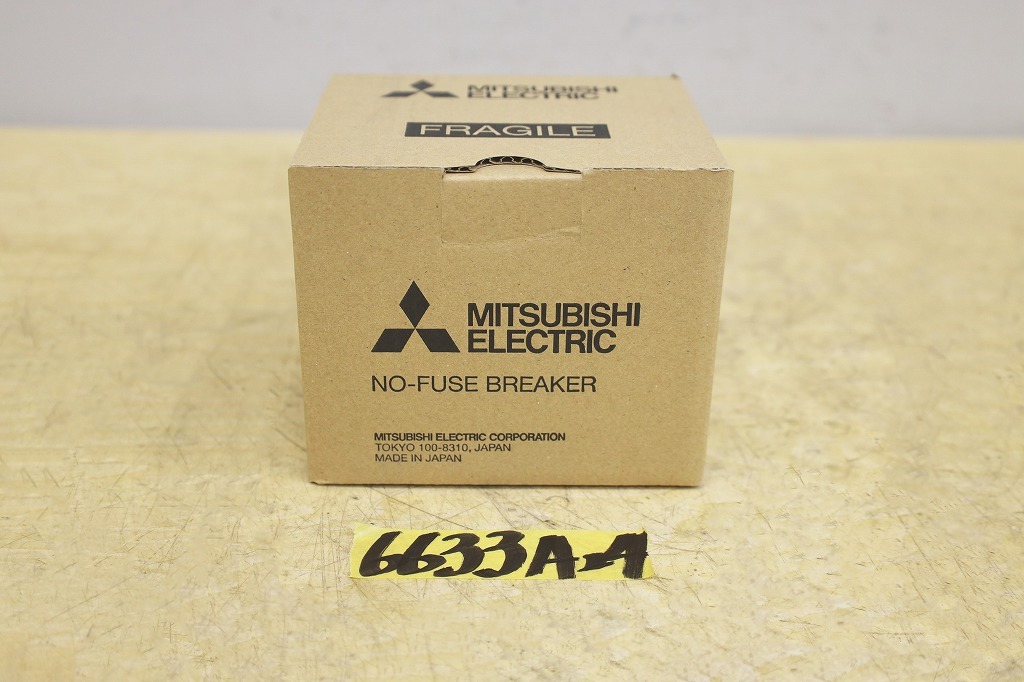 MITSUBISHI
ELECTRIC
FRAGILE
MITSUBISHI
ELECTRIC
NO-FUSE BREAKER
MITSUBISHI ELECTRIC CORPORATION
TOKYO 100-8310, JAPAN
MADE IN JAPAN
6633A-A